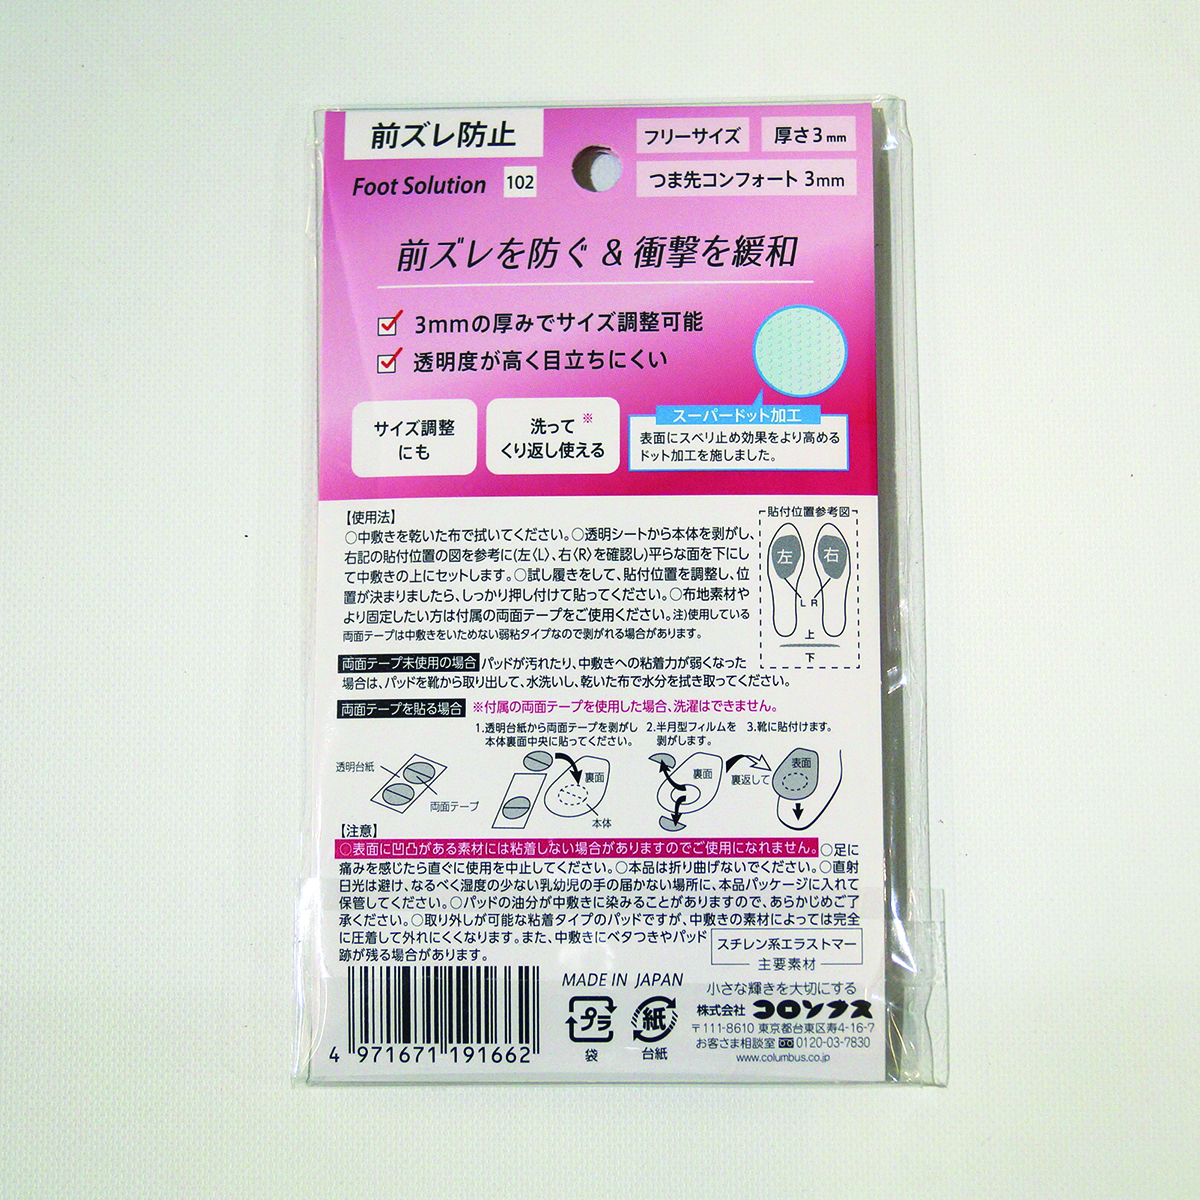 前ズレ防止
フリーサイズ
厚さ3mm
Foot Solution 102
つま先コンフォート 3mm
前ズレを防ぐ & 衝撃を緩和
3mmの厚みでサイズ調整可能
透明度が高く目立ちにくい
サイズ調整
にも
洗って※
くり返し使える
スーパードット加工
表面にスベリ止め効果をより高める
ドット加工を施しました。
【使用法】
○中敷きを乾いた布で拭いてください。○透明シートから本体を剥がし、
右記の貼付位置の図を参考に(左〈L〉、右〈R〉を確認し)平らな面を下にし
て中敷きの上にセットします。○試し履きをして、貼付位置を調整し、位
置が決まりましたら、しっかり押し付けて貼ってください。○布地素材や
より固定したい方は付属の両面テープをご使用ください。注)使用している
両面テープは中敷きをいためない弱粘タイプなので剥がれる場合があります。
貼付位置参考図
左 右
L R
上
下
両面テープ未使用の場合 パッドが汚れたり、中敷きへの粘着力が弱くなった
場合は、パッドを靴から取り出して、水洗いし、乾いた布で水分を拭き取ってください。
両面テープを貼る場合 ※付属の両面テープを使用した場合、洗濯はできません。
1.透明台紙から両面テープを剥がし
本体裏面中央に貼ってください。
2.半月型フィルムを
剥がします。
3.靴に貼付けます。
透明台紙
両面テープ
裏面
本体
裏面
裏返して
表面
【注意】
○表面に凹凸がある素材には粘着しない場合がありますのでご使用になれません。○足に
痛みを感じたら直ぐに使用を中止してください。○本品は折り曲げないでください。○直射
日光は避け、なるべく湿度の少ない乳幼児の手の届かない場所に、本品パッケージに入れて
保管してください。○パッドの油分が中敷きに染みることがありますので、あらかじめご了
承ください。○取り外しが可能な粘着タイプのパッドですが、中敷きの素材によっては完全
に圧着して外れにくくなります。また、中敷きにベタつきやパッド
跡が残る場合があります。
スチレン系エラストマー
主要素材
MADE IN JAPAN
プラ
袋
紙
台紙
小さな輝きを大切にする
株式会社 コロンブス
〒111-8610 東京都台東区寿4-16-7
お客さま相談室 0120-03-7830
www.columbus.co.jp
4 971671 191662